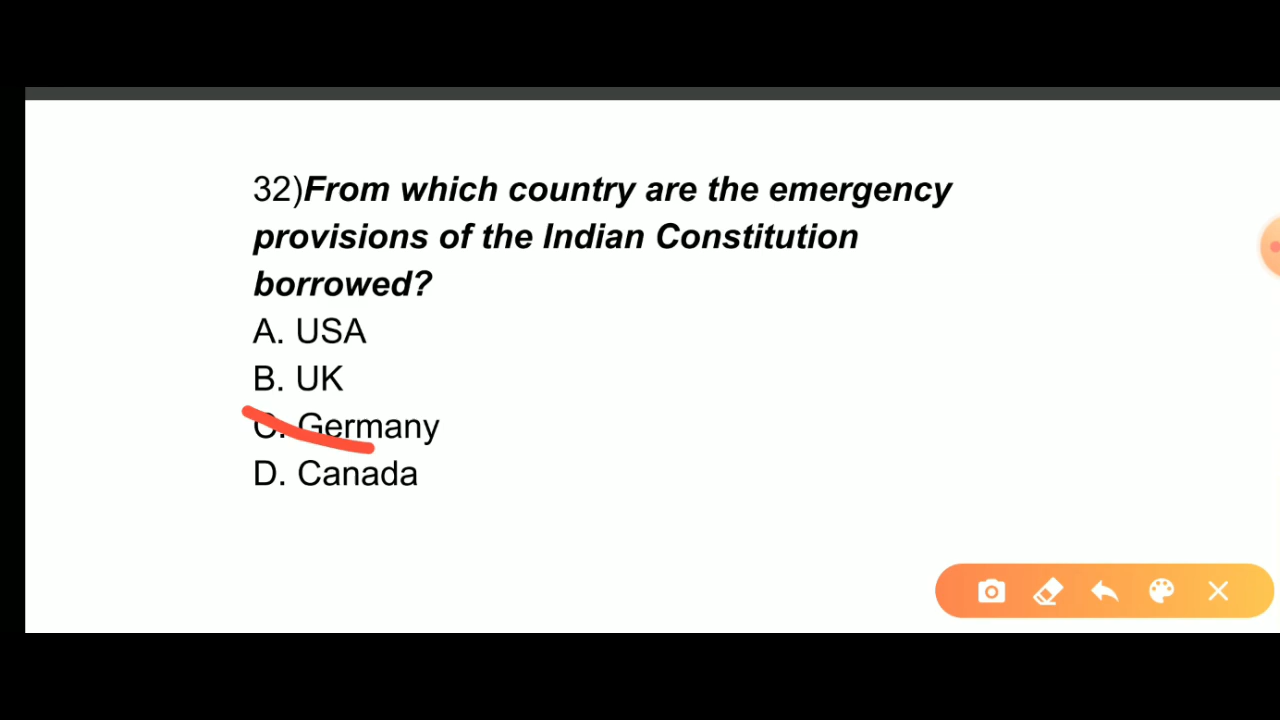 32)From which country are the emergency
provisions of the Indian Constitution
borrowed?
A. USA
B. UK
C. Germany
D. Canada